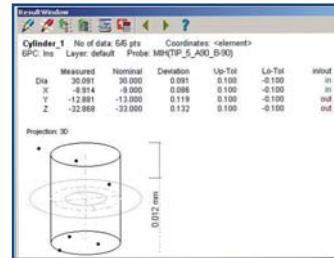 ResultWindow
Cylinder_1 No of data: 6/6 pts Coordinates: <element>
6PC: Ins Layer: default Probe: MIH(TIP_5_A90_B-90)
Measured Nominal Deviation Up-Tol Lo-Tol in/out
Dia 30.091 30.000 0.091 0.100 -0.100 in
X -8.914 -9.000 0.086 0.100 -0.100 in
Y -12.881 -13.000 0.119 0.100 -0.100 out
Z -32.868 -33.000 0.132 0.100 -0.100 out
Projection: 3D
0.012 mm